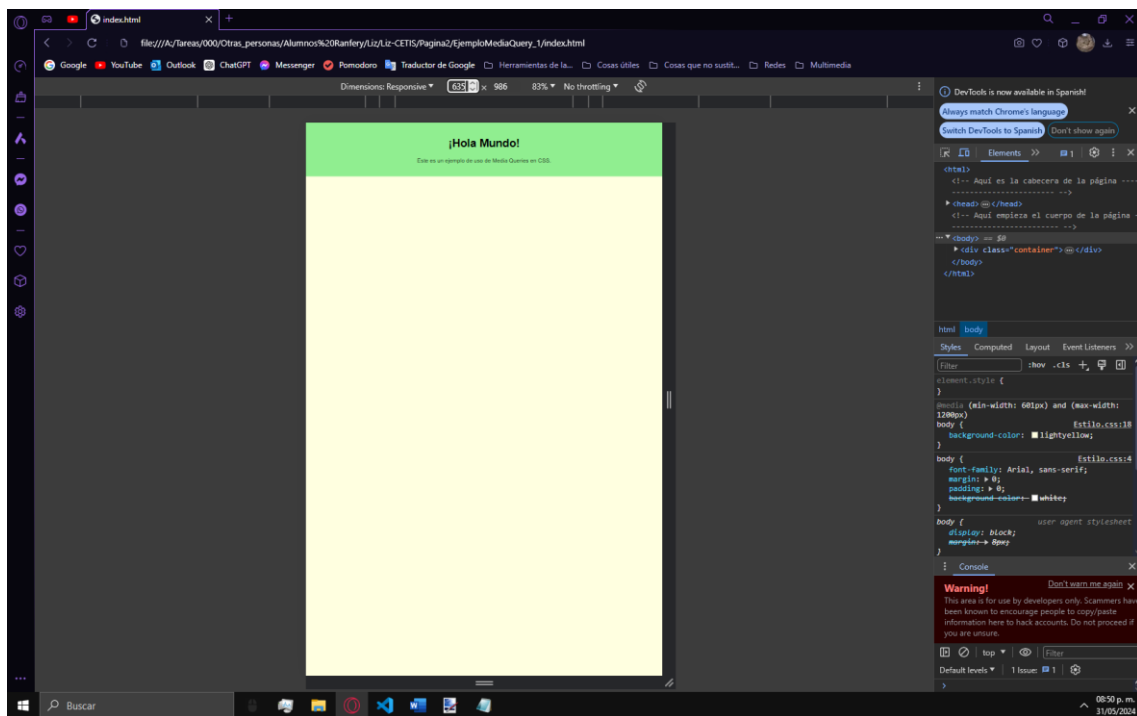 index.html
file:///A:/Tareas/000/Otras_personas/Alumnos%20Ranfery/Liz/Liz-CETIS/Pagina2/EjemploMediaQuery_1/index.html
Google YouTube Outlook ChatGPT Messenger Pomodoro Traductor de Google Herramientas de la... Cosas útiles Cosas que no sustit... Redes Multimedia
Dimensions: Responsive 635 × 986 83% No throttling
¡Hola Mundo!
Este es un ejemplo de uso de Media Queries en CSS.
DevTools is now available in Spanish!
Always match Chrome's language
Switch DevTools to Spanish Don't show again
Elements 1
<html>
<!-- Aquí es la cabecera de la página ----
----------------------- -->
<head> </head>
<!-- Aquí empieza el cuerpo de la página -
------------------------ -->
<body> == $0
<div class="container"> </div>
</body>
</html>
html body
Styles Computed Layout Event Listeners
Filter :hov .cls
element.style {
}
@media (min-width: 601px) and (max-width:
1200px)
body { Estilo.css:18
background-color: lightyellow;
}
body { Estilo.css:4
font-family: Arial, sans-serif;
margin: 0;
padding: 0;
background-color: white;
}
body { user agent stylesheet
display: block;
margin: 8px;
}
Console
Warning! Don't warn me again
This area is for use by developers only. Scammers have
been known to encourage people to copy/paste
information here to hack accounts. Do not proceed if
you are unsure.
top Filter
Default levels 1 Issue: 1
Buscar
08:50 p. m.
31/05/2024